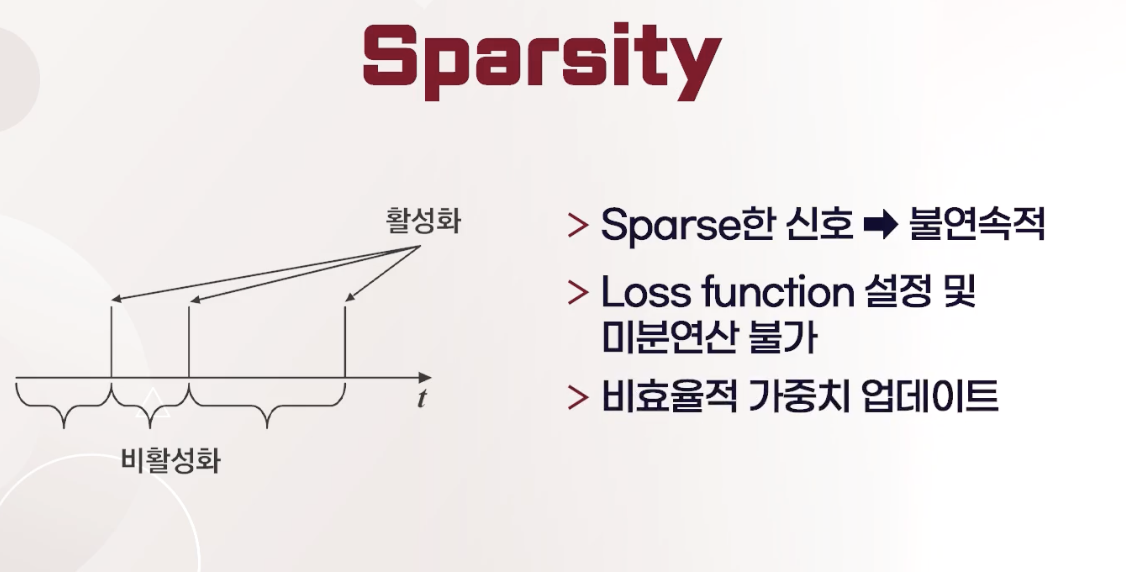 Sparsity
활성화
t
비활성화
> Sparse한 신호 ➡ 불연속적
> Loss function 설정 및
미분연산 불가
> 비효율적 가중치 업데이트